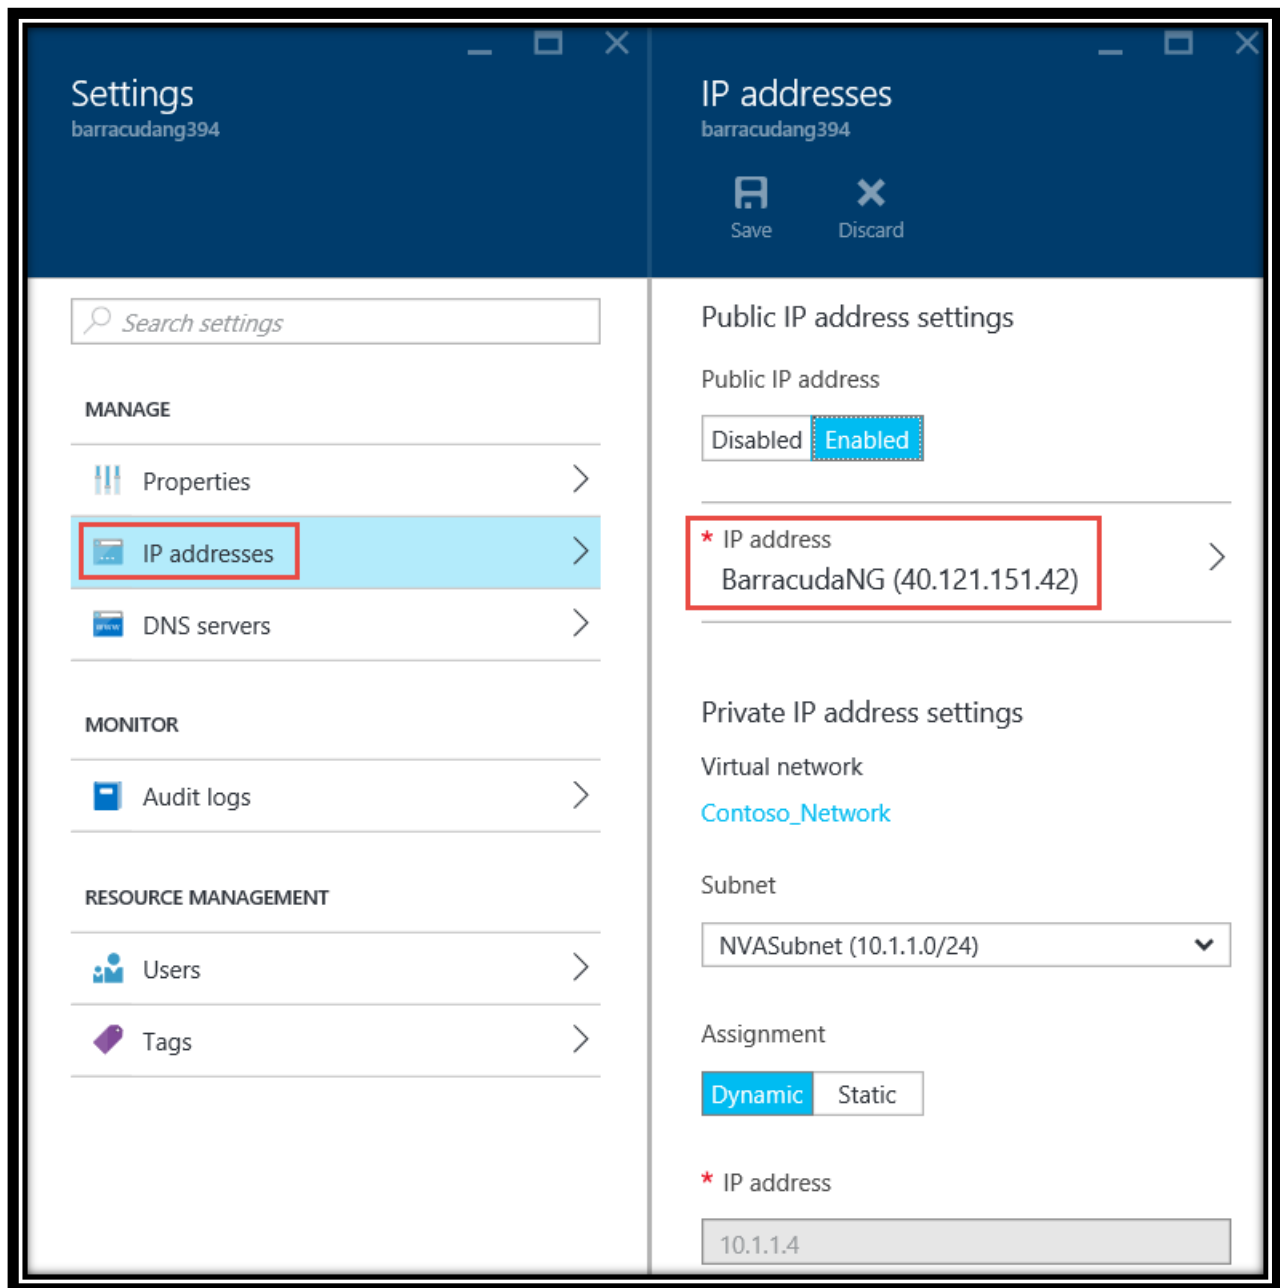 Settings
barracudang394
Search settings
MANAGE
Properties
IP addresses
DNS servers
MONITOR
Audit logs
RESOURCE MANAGEMENT
Users
Tags
IP addresses
barracudang394
Save Discard
Public IP address settings
Public IP address
Disabled Enabled
* IP address
BarracudaNG (40.121.151.42)
Private IP address settings
Virtual network
Contoso_Network
Subnet
NVASubnet (10.1.1.0/24)
Assignment
Dynamic Static
* IP address
10.1.1.4